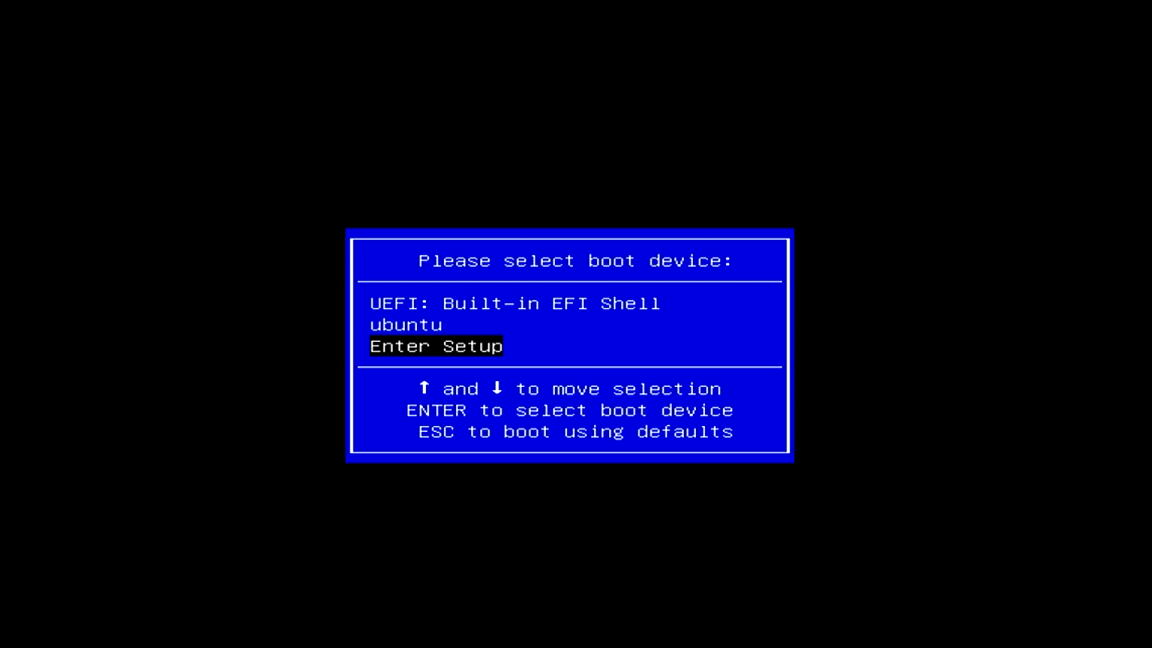 Please select boot device:
UEFI: Built-in EFI Shell
ubuntu
Enter Setup
↑ and ↓ to move selection
ENTER to select boot device
ESC to boot using defaults